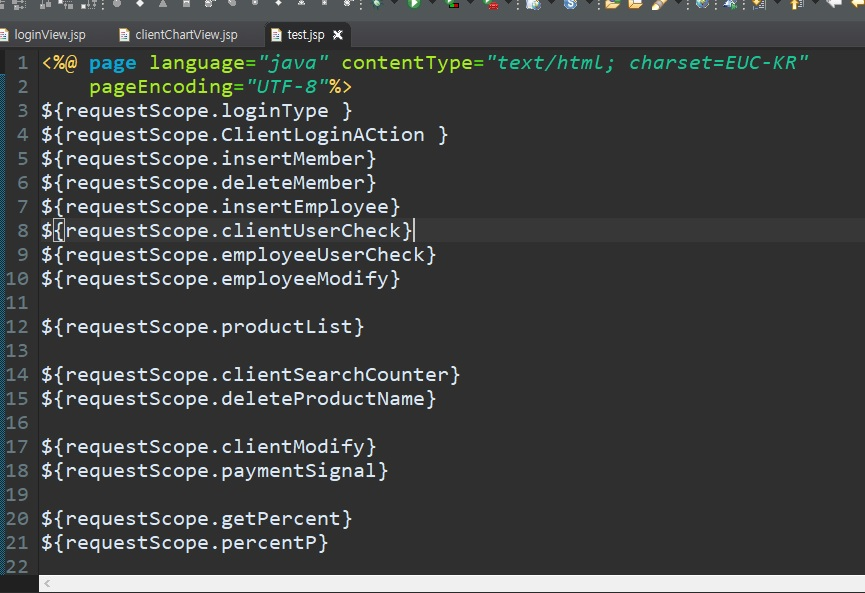 loginView.jsp clientChartView.jsp test.jsp
1 <%@ page language="java" contentType="text/html; charset=EUC-KR"
2 pageEncoding="UTF-8"%>
3 ${requestScope.loginType }
4 ${requestScope.ClientLoginACtion }
5 ${requestScope.insertMember}
6 ${requestScope.deleteMember}
7 ${requestScope.insertEmployee}
8 ${requestScope.clientUserCheck}
9 ${requestScope.employeeUserCheck}
10 ${requestScope.employeeModify}
11
12 ${requestScope.productList}
13
14 ${requestScope.clientSearchCounter}
15 ${requestScope.deleteProductName}
16
17 ${requestScope.clientModify}
18 ${requestScope.paymentSignal}
19
20 ${requestScope.getPercent}
21 ${requestScope.percentP}
22